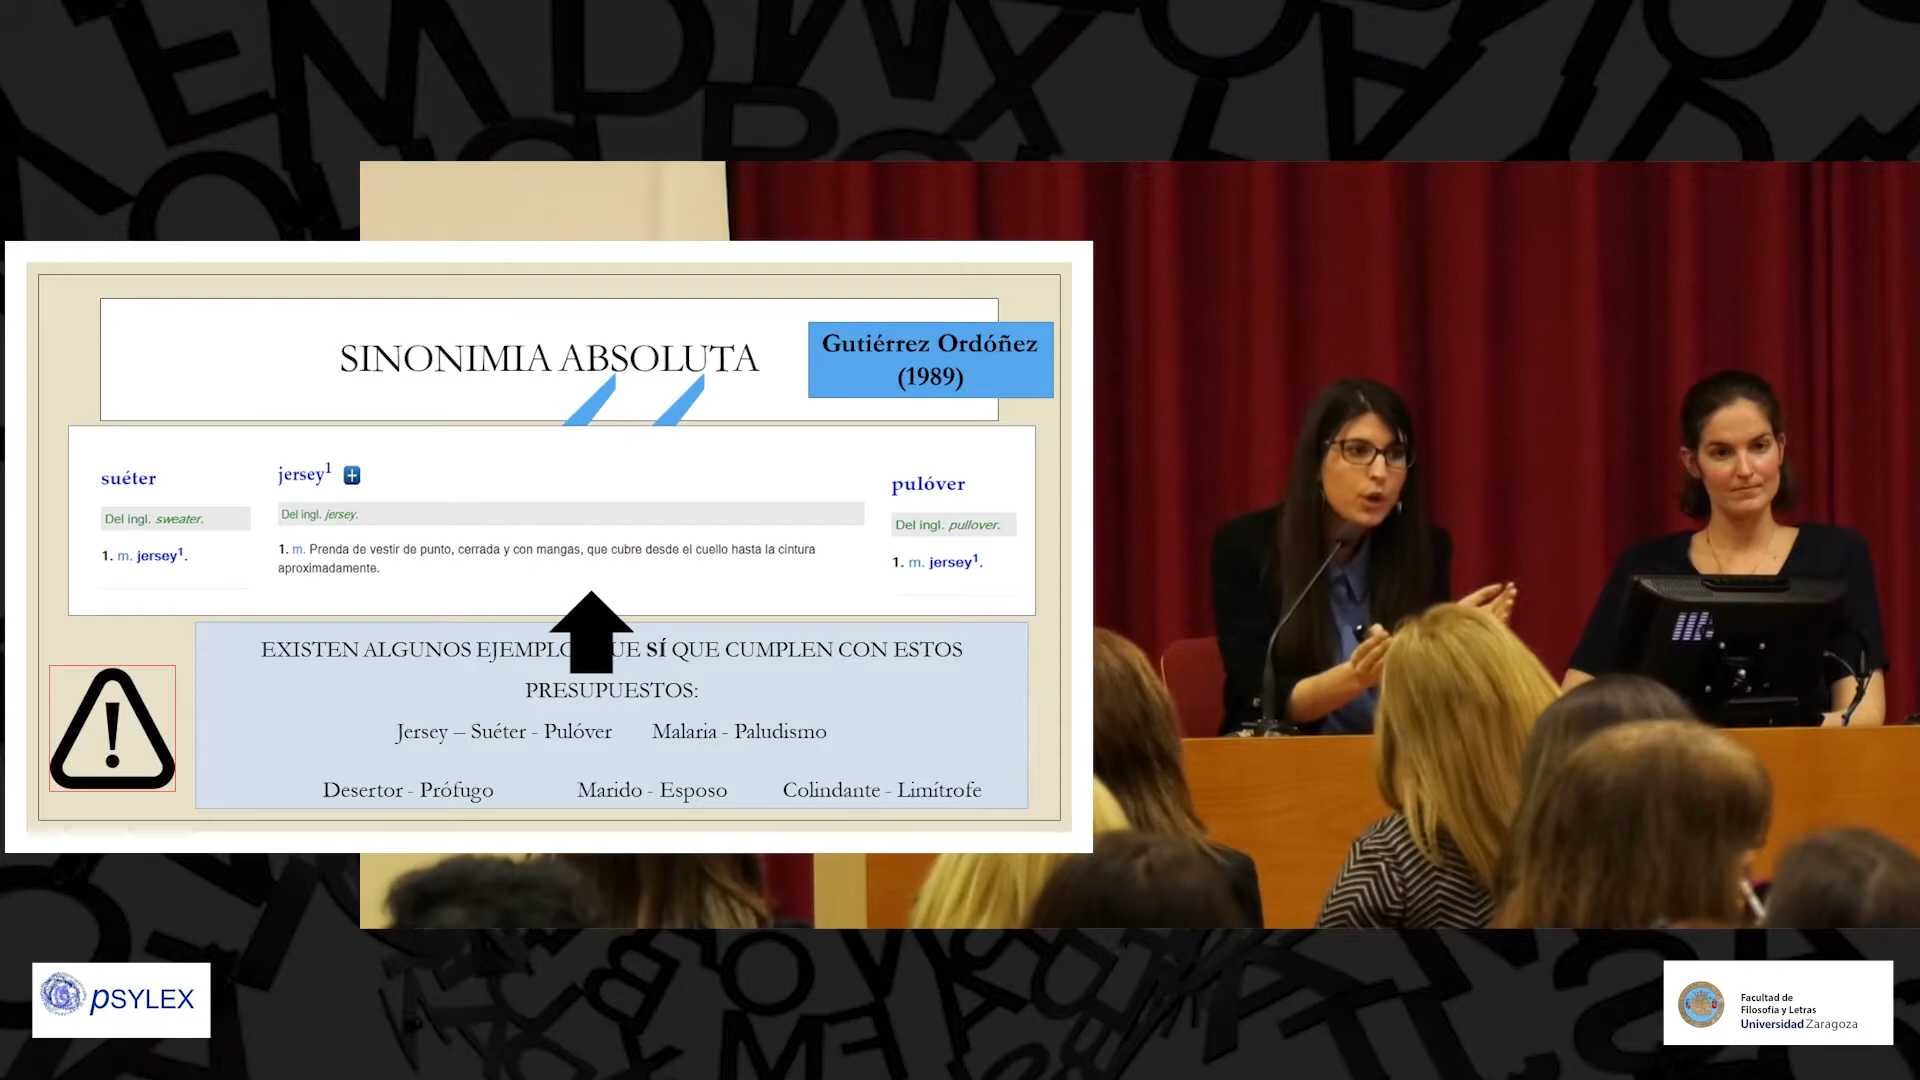 SINONIMIA ABSOLUTA
Gutiérrez Ordóñez
(1989)
suéter
Del ingl. sweater.
1. m. jersey1.
jersey1
Del ingl. jersey.
1. m. Prenda de vestir de punto, cerrada y con mangas, que cubre desde el cuello hasta la cintura
aproximadamente.
pulóver
Del ingl. pullover.
1. m. jersey1.
EXISTEN ALGUNOS UE SÍ QUE CUMPLEN CON ESTOS
PRESUPUESTOS:
Jersey – Suéter - Pulóver Malaria - Paludismo
Desertor - Prófugo Marido - Esposo Colindante - Limítrofe
PSYLEX
Facultad de
Filosofía y Letras
Universidad Zaragoza